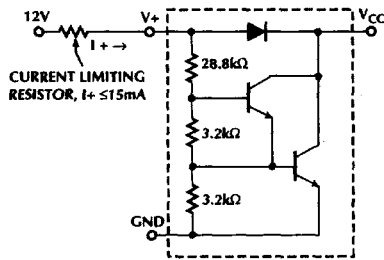 12V
I+ →
V+
VCC
CURRENT LIMITING
RESISTOR, I+ ≤15mA
28.8kΩ
3.2kΩ
3.2kΩ
GND